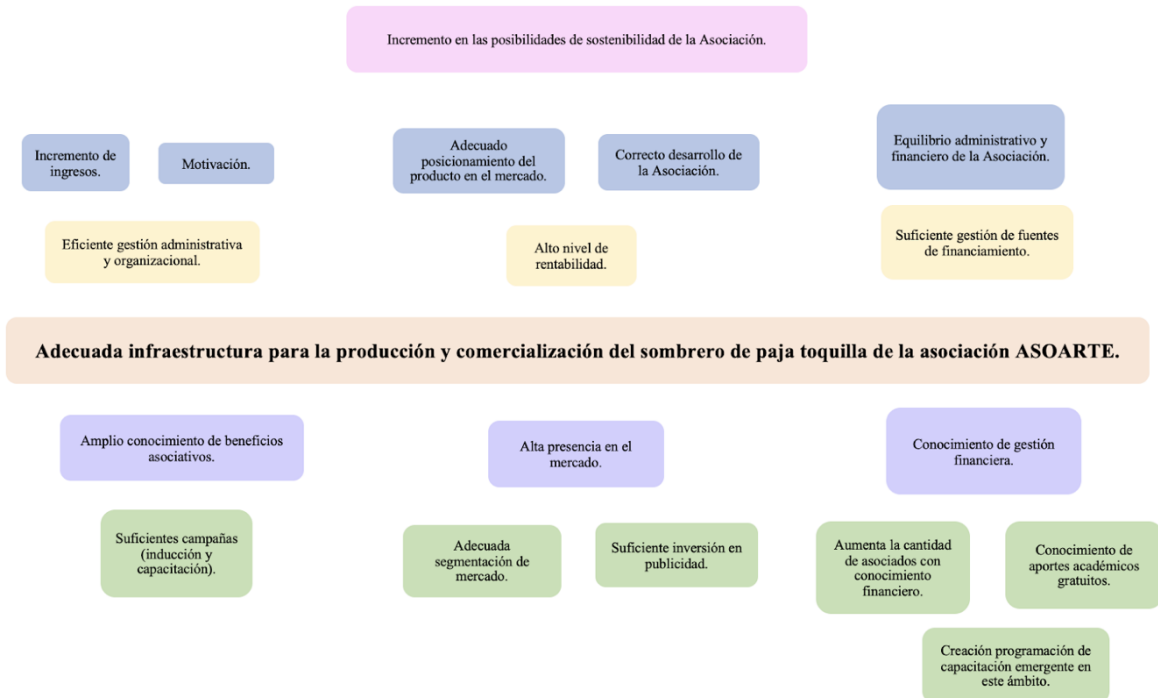 Incremento en las posibilidades de sostenibilidad de la Asociación.
Incremento de
ingresos.
Motivación.
Adecuado
posicionamiento del
producto en el mercado.
Correcto desarrollo de
la Asociación.
Equilibrio administrativo y
financiero de la Asociación.
Eficiente gestión administrativa
y organizacional.
Alto nivel de
rentabilidad.
Suficiente gestión de fuentes
de financiamiento.
Adecuada infraestructura para la producción y comercialización del sombrero de paja toquilla de la asociación ASOARTE.
Amplio conocimiento de beneficios
asociativos.
Alta presencia en el
mercado.
Conocimiento de gestión
financiera.
Suficientes campañas
(inducción y
capacitación).
Adecuada
segmentación de
mercado.
Suficiente inversión en
publicidad.
Aumenta la cantidad
de asociados con
conocimiento
financiero.
Conocimiento de
aportes académicos
gratuitos.
Creación programación de
capacitación emergente en
este ámbito.